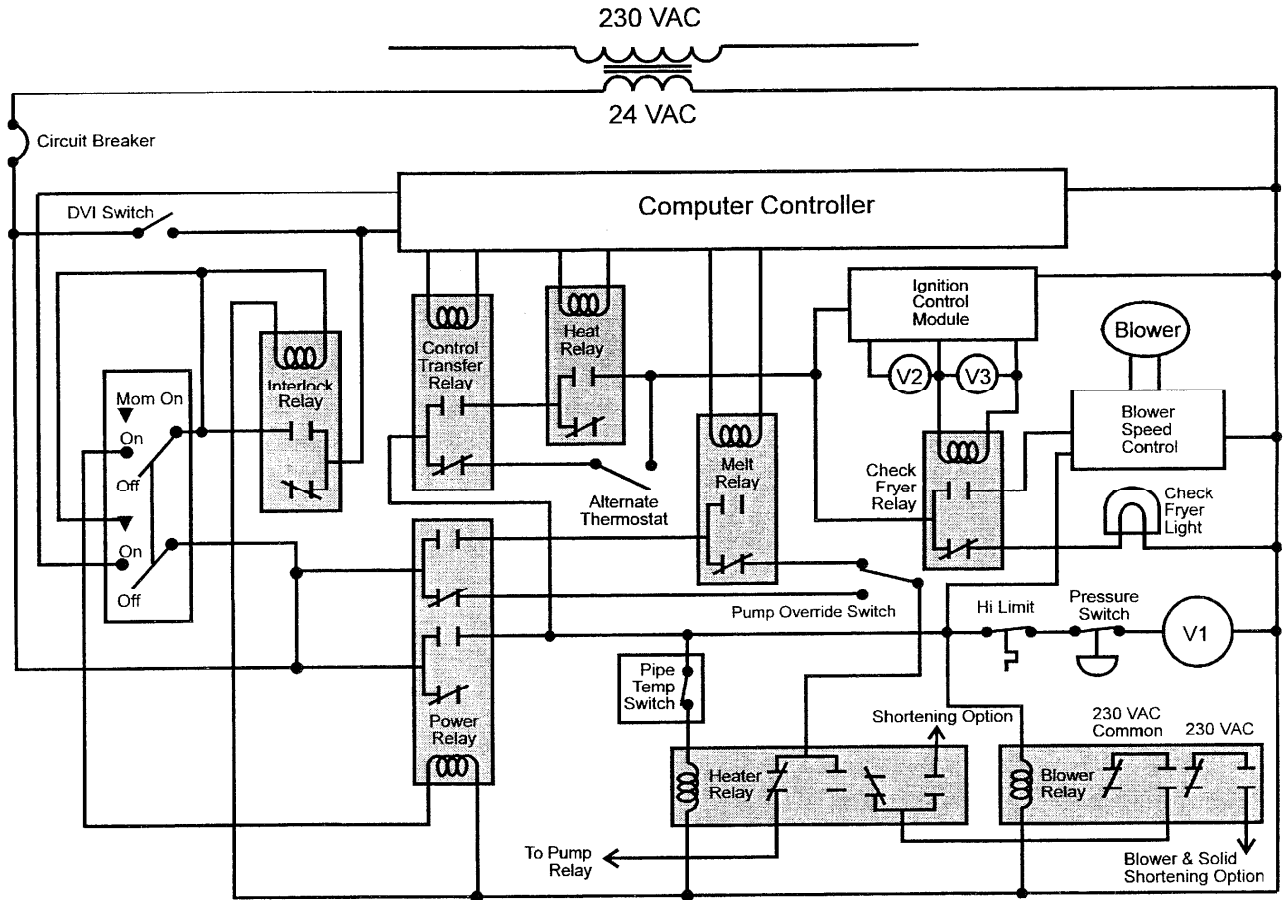 230 VAC
24 VAC
Circuit Breaker
Computer Controller
DVI Switch
Ignition
Control
Module
Blower
Heat
Relay
Control
Transfer
Relay
V2
V3
Interlock
Relay
Mom On
On
Off
On
Off
Blower
Speed
Control
Melt
Relay
Check
Fryer
Relay
Alternate
Thermostat
Check
Fryer
Light
Pump Override Switch
Hi Limit
Pressure
Switch
V1
Pipe
Temp
Switch
Power
Relay
Shortening Option
230 VAC
Common
230 VAC
Heater
Relay
Blower
Relay
To Pump
Relay
Blower & Solid
Shortening Option